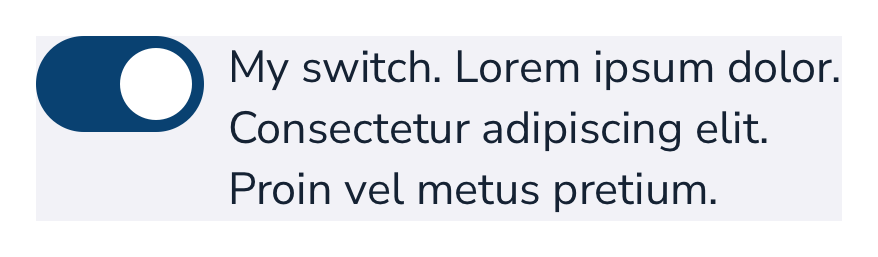 My switch. Lorem ipsum dolor.
Consectetur adipiscing elit.
Proin vel metus pretium.